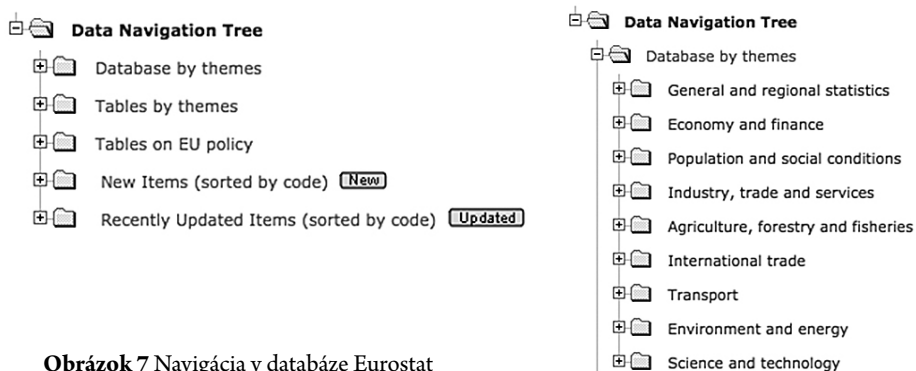 Data Navigation Tree
Database by themes
Tables by themes
Tables on EU policy
New Items (sorted by code) New
Recently Updated Items (sorted by code) Updated
Obrázok 7 Navigácia v databáze Eurostat
Data Navigation Tree
Database by themes
General and regional statistics
Economy and finance
Population and social conditions
Industry, trade and services
Agriculture, forestry and fisheries
International trade
Transport
Environment and energy
Science and technology